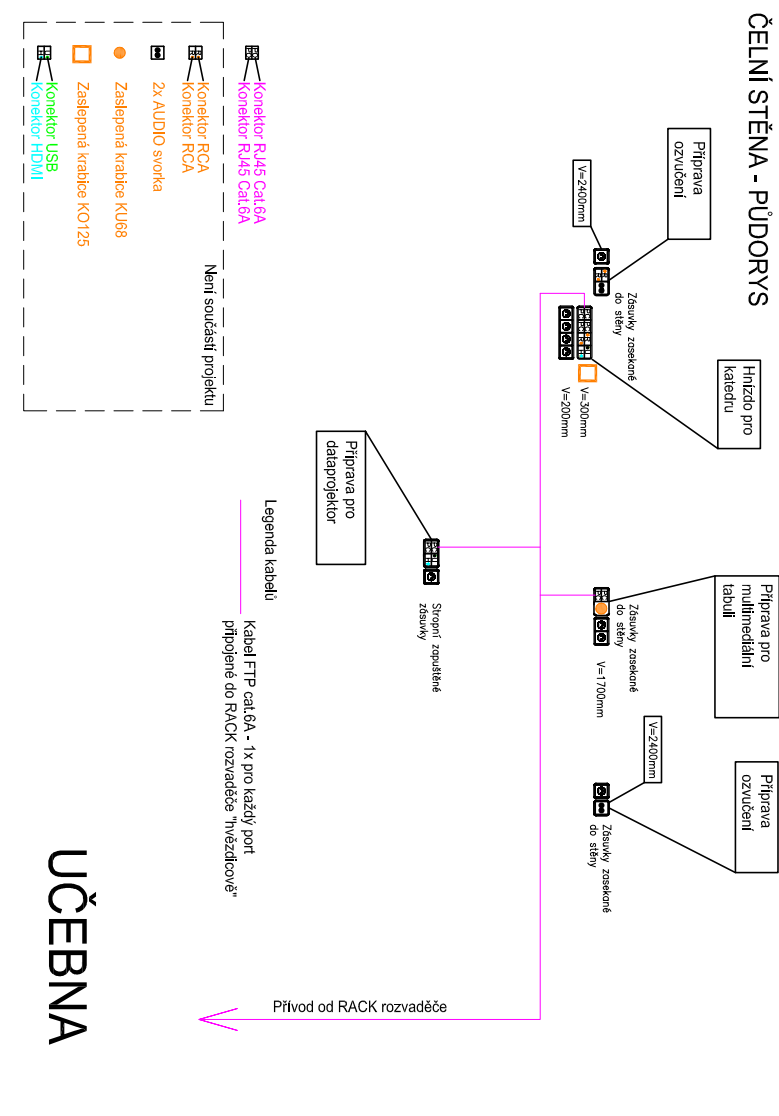 ČELNÍ STĚNA - PŮDORYS
Příprava
ozvučení
V=2400mm
Zásuvky zasekané
do stěny
Hnízdo pro
katedru
V=300mm
V=200mm
Příprava pro
multimediální
tabuli
Zásuvky zasekané
do stěny
V=1700mm
Příprava
ozvučení
V=2400mm
Zásuvky zasekané
do stěny
Příprava pro
dataprojektor
Stropní zapuštěné
zásuvky
Přívod od RACK rozvaděče
Legenda kabelů
Kabel FTP cat.6A - 1x pro každý port
připojené do RACK rozvaděče "hvězdicově"
Konektor RJ45 Cat.6A
Konektor RJ45 Cat.6A
Není součástí projektu
Konektor RCA
Konektor RCA
2x AUDIO svorka
Zaslepená krabice KU68
Zaslepená krabice KO125
Konektor USB
Konektor HDMI
UČEBNA